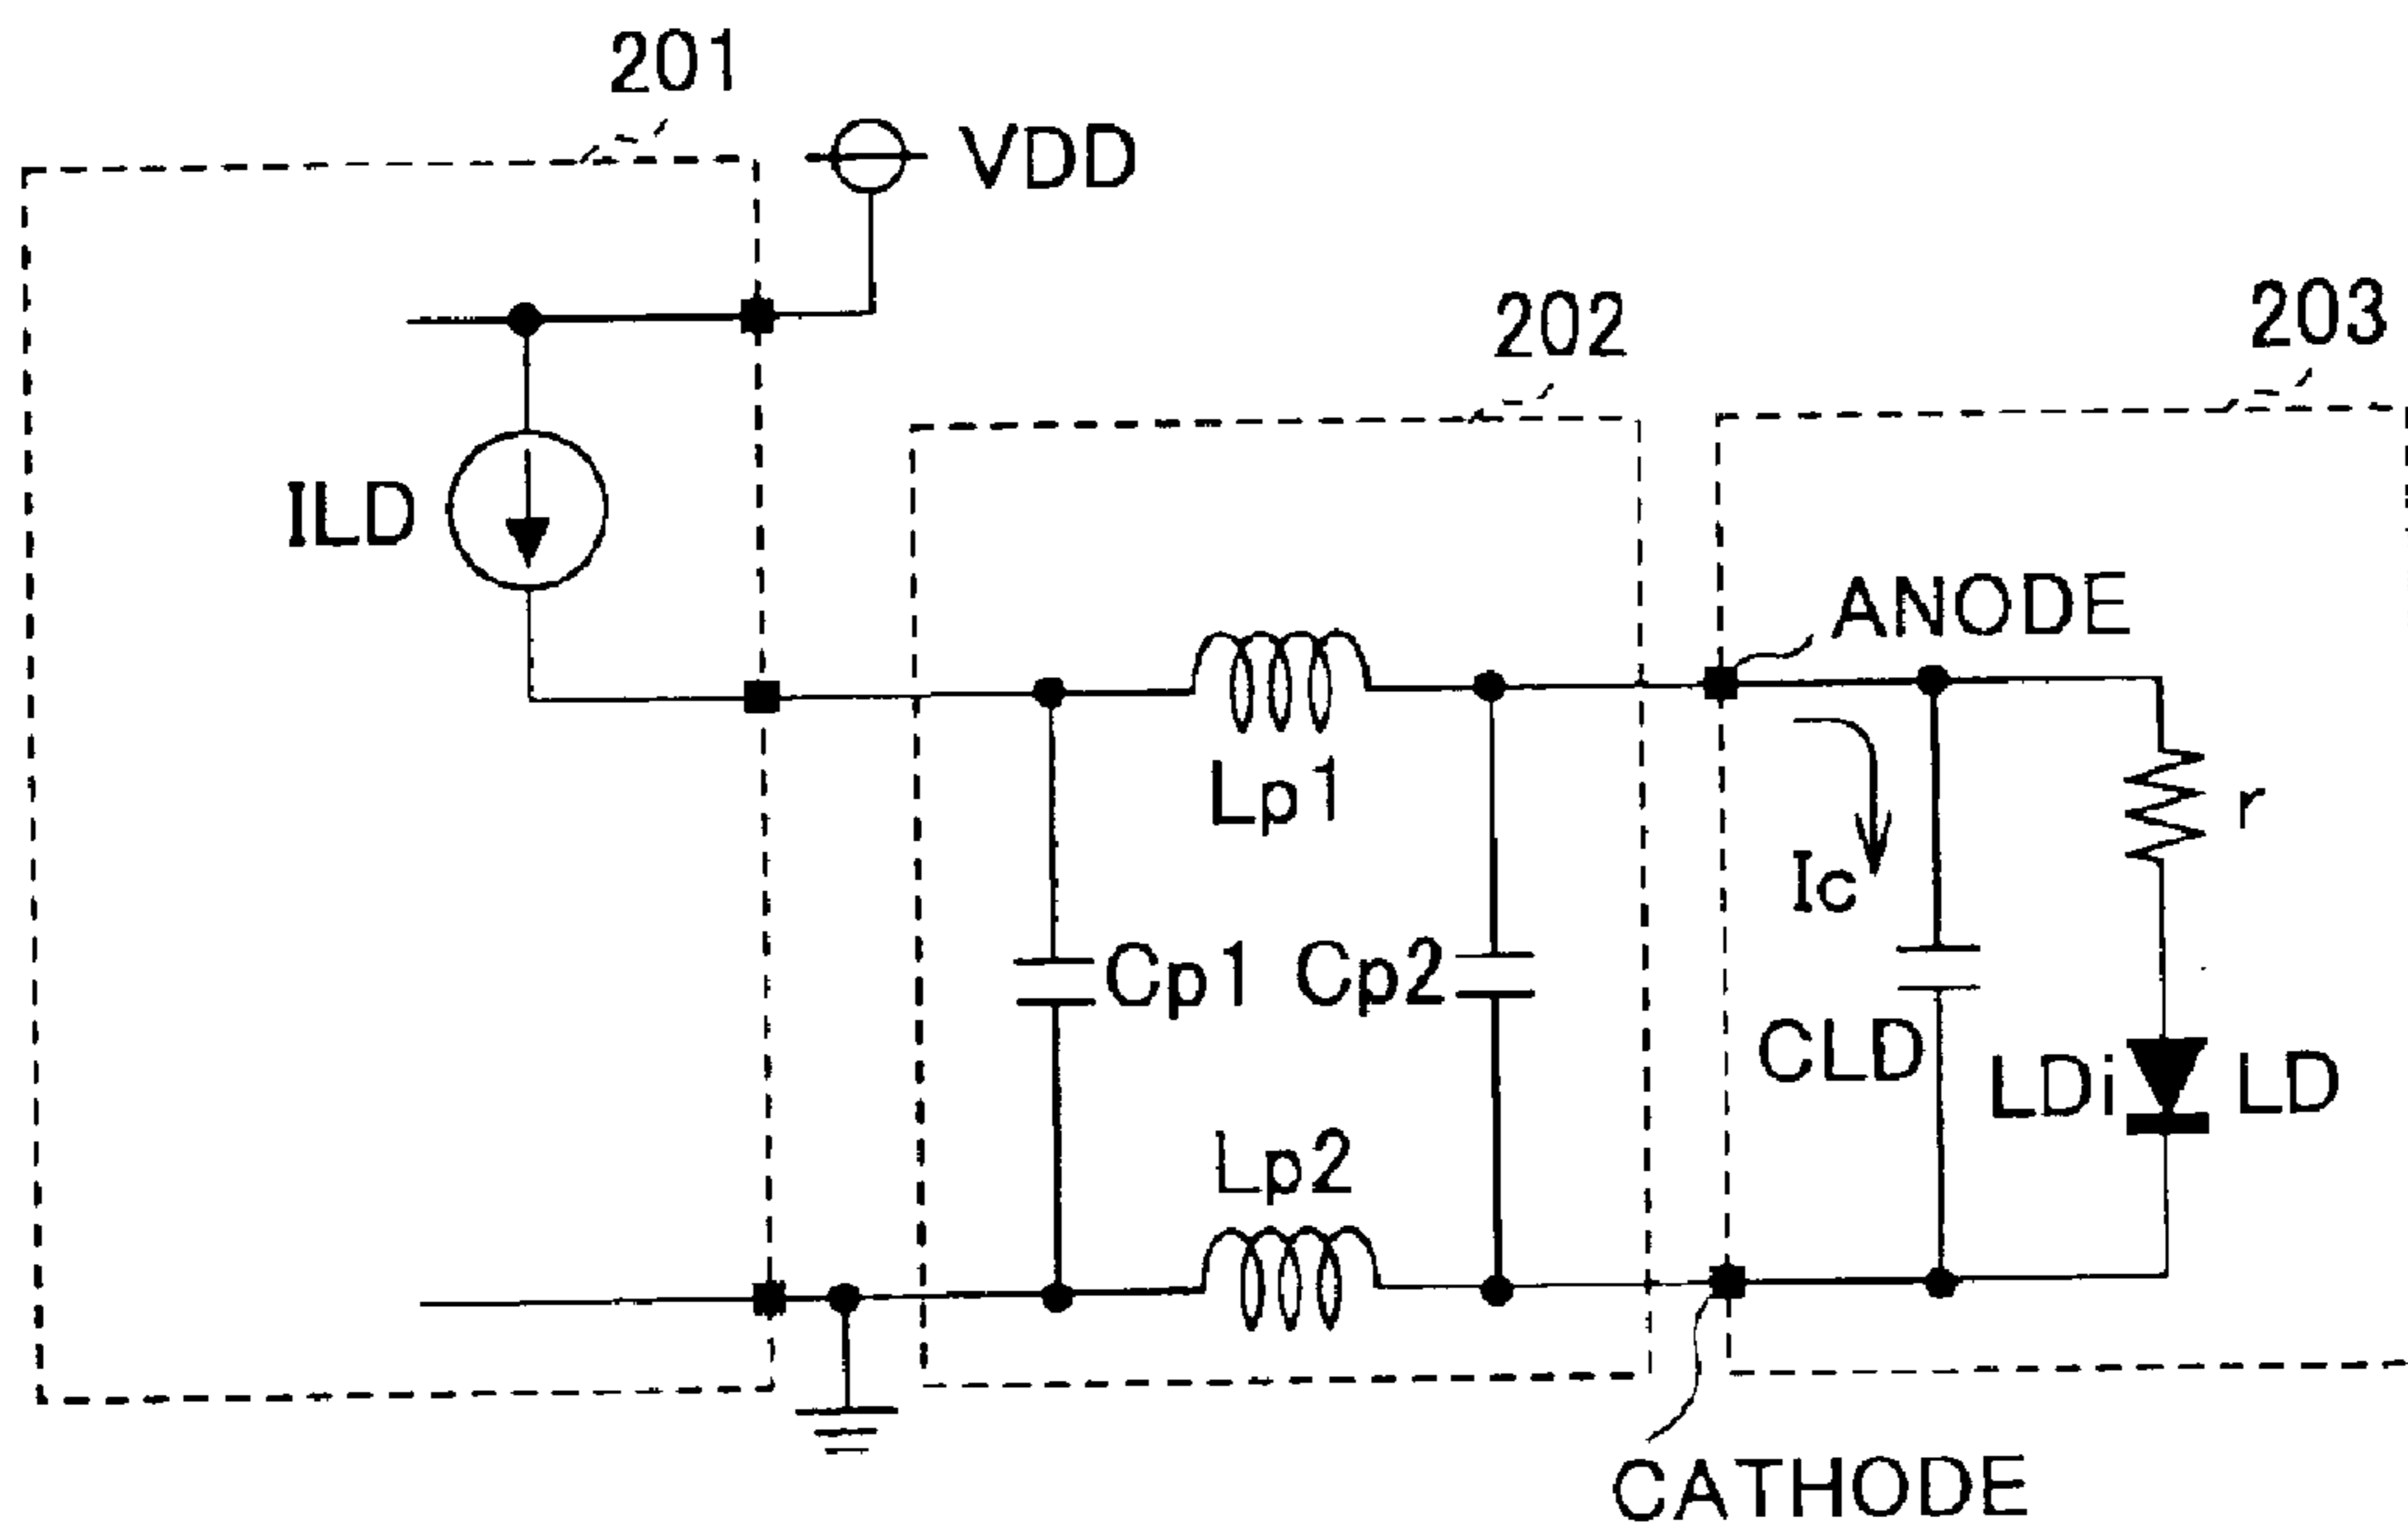 201
VDD
202
203
ILD
ANODE
Lp1
r
Ic
Cp1
Cp2
CLD
LDi
LD
Lp2
CATHODE